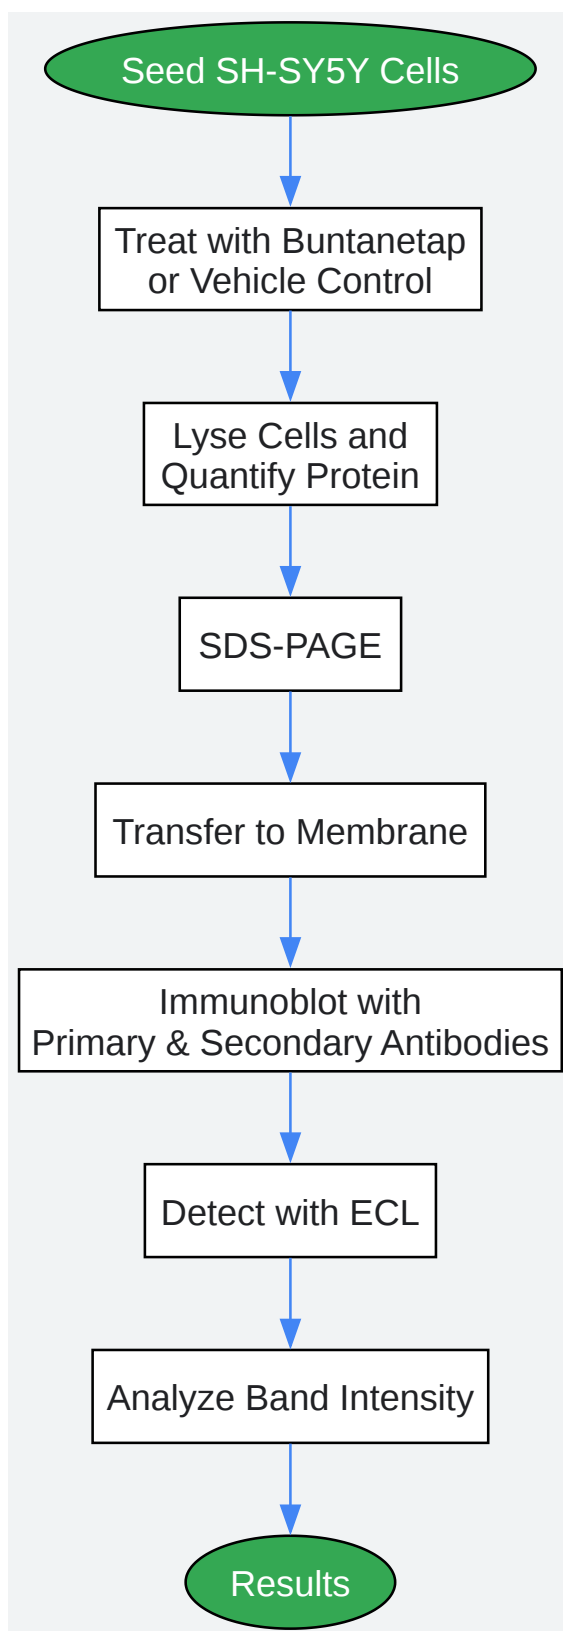 Seed SH-SY5Y Cells
Treat with Buntanetap
or Vehicle Control
Lyse Cells and
Quantify Protein
SDS-PAGE
Transfer to Membrane
Immunoblot with
Primary & Secondary Antibodies
Detect with ECL
Analyze Band Intensity
Results